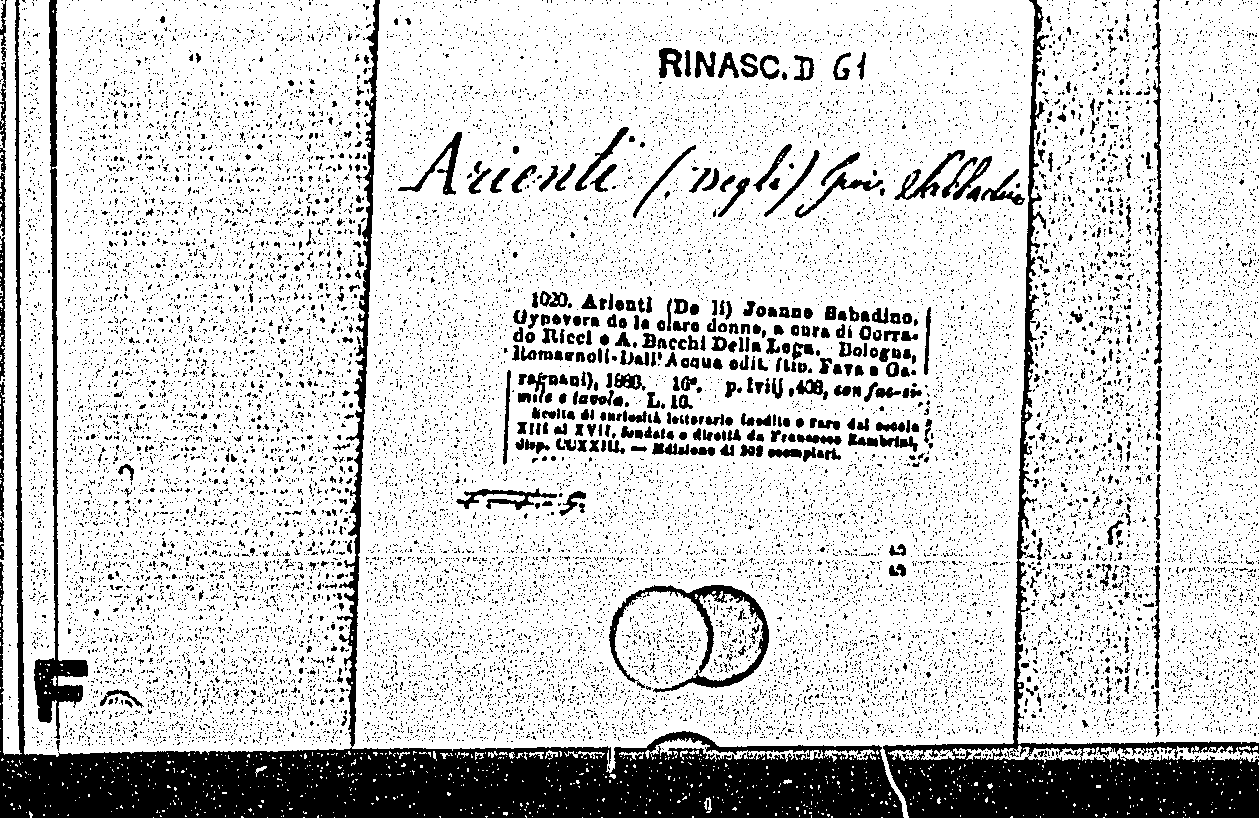 RINASC. D G1
Arienti (Degli) Giov. Sabbadino
1020. Arienti (De li) Joanne Sabadino,
Gynevera de le clare donne, a cura di Corra-
do Ricci e A. Bacchi Della Lega. Bologna,
Romagnoli-Dall'Acqua edit. (tip. Fava e Ga-
ragnani), 1888. 16°. p. lviij, 408, con fac-si-
mile e tavola. L. 10.
Scelta di curiosità letterarie inedite o rare dal secolo
XIII al XVII, fondata e diretta da Francesco Zambrini,
disp. CCXXIII. — Edizione di 202 esemplari.
F